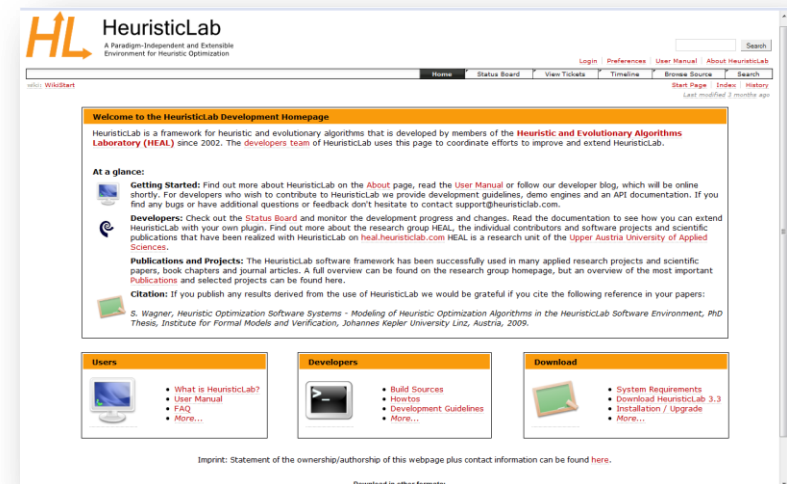 HL HeuristicLab
A Paradigm-Independent and Extensible
Environment for Heuristic Optimization
Search
Login Preferences User Manual About HeuristicLab
Home Status Board View Tickets Timeline Browse Source Search
wiki: WikiStart
Start Page Index History
Last modified 2 months ago
Welcome to the HeuristicLab Development Homepage
HeuristicLab is a framework for heuristic and evolutionary algorithms that is developed by members of the Heuristic and Evolutionary Algorithms
Laboratory (HEAL) since 2002. The developers team of HeuristicLab uses this page to coordinate efforts to improve and extend HeuristicLab.
At a glance:
Getting Started: Find out more about HeuristicLab on the About page, read the User Manual or follow our developer blog, which will be online
shortly. For developers who wish to contribute to HeuristicLab we provide development guidelines, demo engines and an API documentation. If you
find any bugs or have additional questions or feedback don't hesitate to contact support@heuristiclab.com.
Developers: Check out the Status Board and monitor the development progress and changes. Read the documentation to see how you can extend
HeuristicLab with your own plugin. Find out more about the research group HEAL, the individual contributors and software projects and scientific
publications that have been realized with HeuristicLab on heal.heuristiclab.com HEAL is a research unit of the Upper Austria University of Applied
Sciences.
Publications and Projects: The HeuristicLab software framework has been successfully used in many applied research projects and scientific
papers, book chapters and journal articles. A full overview can be found on the research group homepage, but an overview of the most important
Publications and selected projects can be found here.
Citation: If you publish any results derived from the use of HeuristicLab we would be grateful if you cite the following reference in your papers:
S. Wagner, Heuristic Optimization Software Systems - Modeling of Heuristic Optimization Algorithms in the HeuristicLab Software Environment, PhD
Thesis, Institute for Formal Models and Verification, Johannes Kepler University Linz, Austria, 2009.
Users
What is HeuristicLab?
User Manual
FAQ
More...
Developers
Build Sources
Howtos
Development Guidelines
More...
Download
System Requirements
Download HeuristicLab 3.3
Installation / Upgrade
More...
Imprint: Statement of the ownership/authorship of this webpage plus contact information can be found here.
Download in other formats: